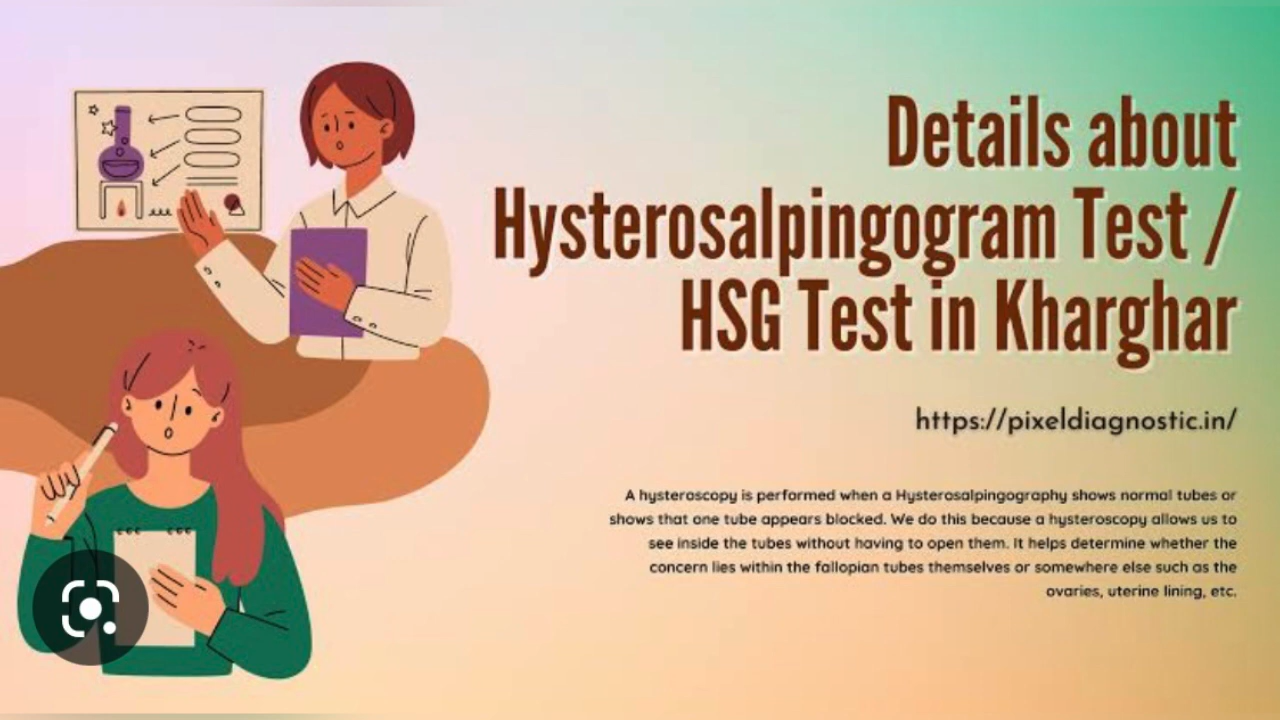 Details about
Hysterosalpingogram Test /
HSG Test in Kharghar
https://pixeldiagnostic.in/
A hysteroscopy is performed when a Hysterosalpingography shows normal tubes or
shows that one tube appears blocked. We do this because a hysteroscopy allows us to
see inside the tubes without having to open them. It helps determine whether the
concern lies within the fallopian tubes themselves or somewhere else such as the
ovaries, uterine lining, etc.